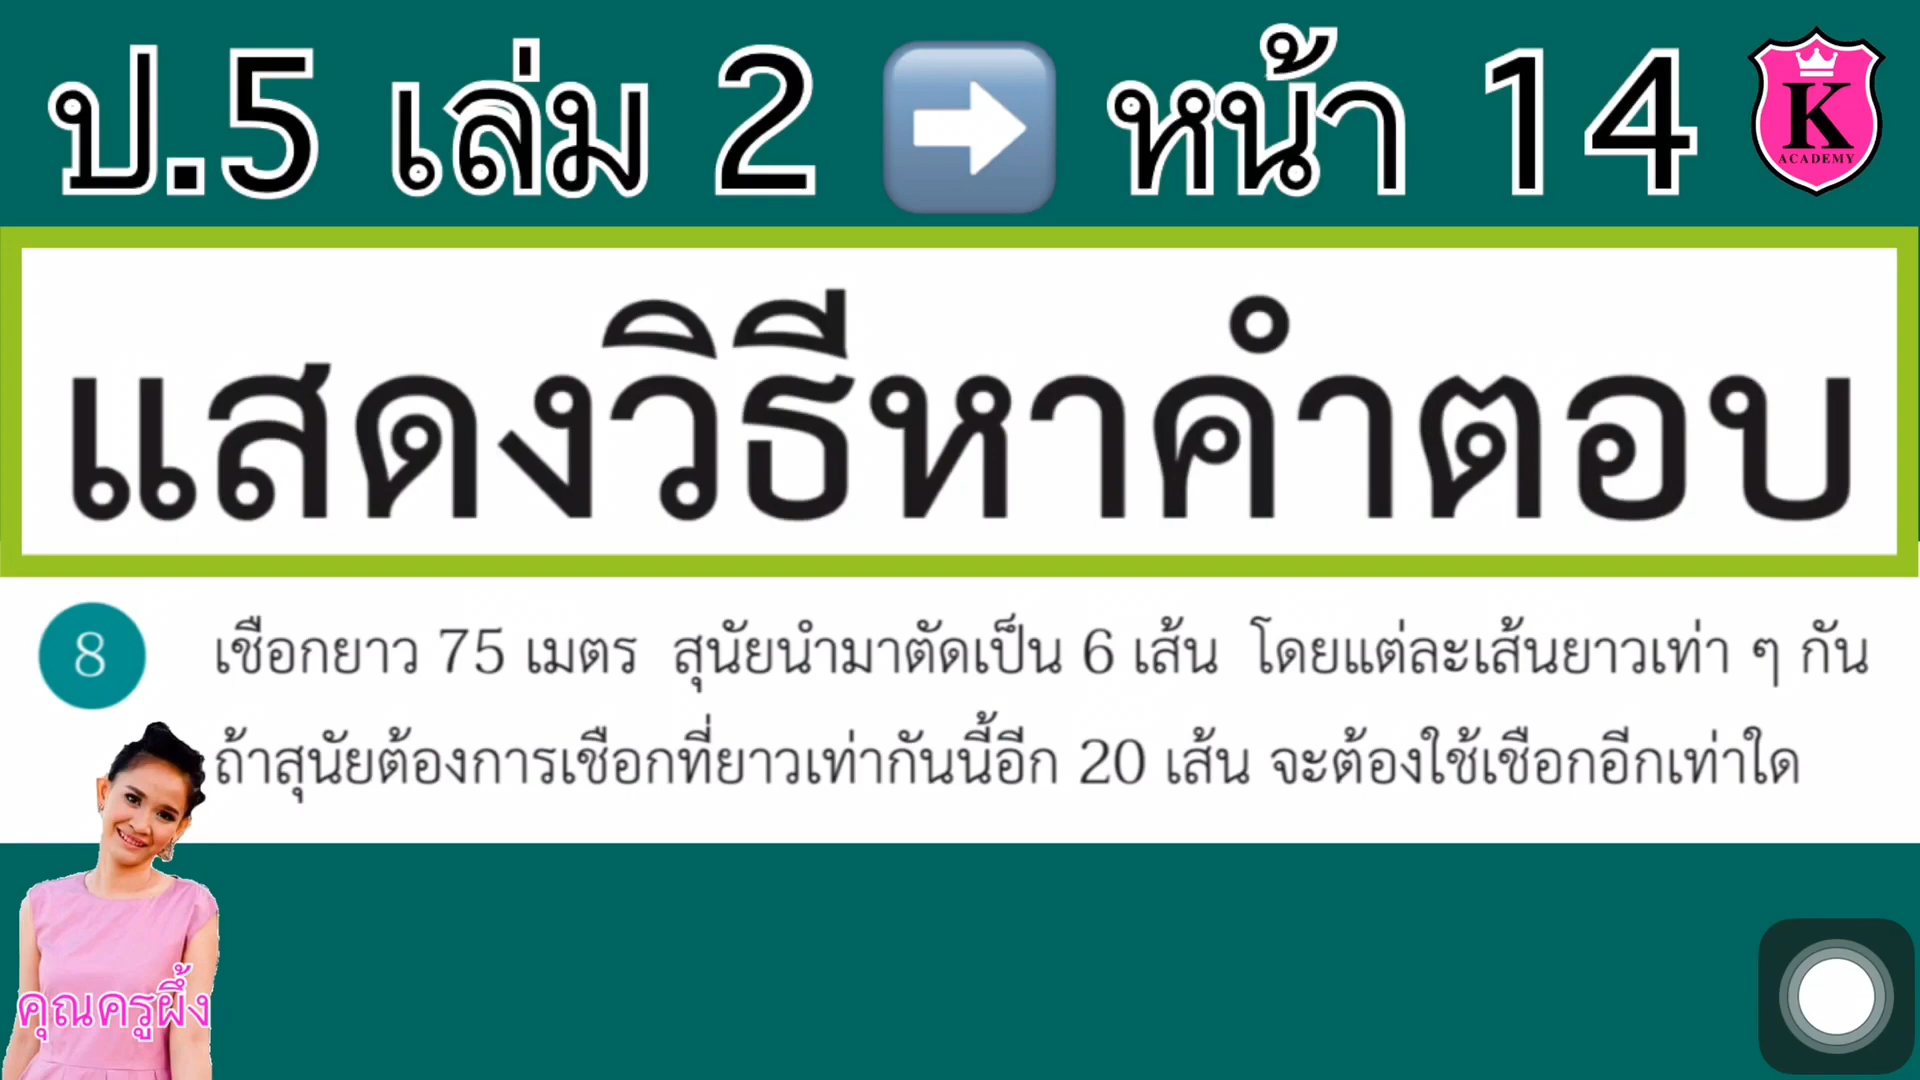 ป.5 เล่ม 2 ➡ หน้า 14
K
ACADEMY
แสดงวิธีหาคำตอบ
8 เชือกยาว 75 เมตร สุนัยนำมาตัดเป็น 6 เส้น โดยแต่ละเส้นยาวเท่า ๆ กัน
ถ้าสุนัยต้องการเชือกที่ยาวเท่ากันนี้อีก 20 เส้น จะต้องใช้เชือกอีกเท่าใด
คุณครูผึ้ง